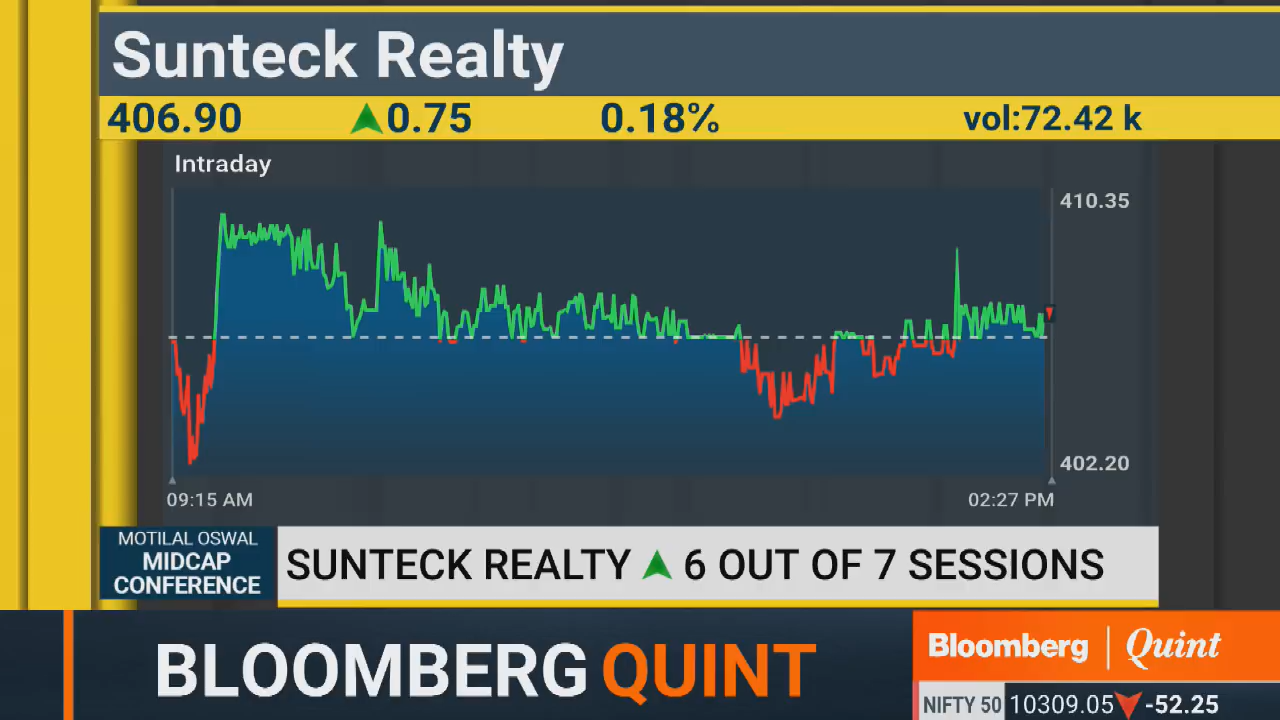 Sunteck Realty
406.90 0.75 0.18% vol:72.42 k
Intraday
410.35
402.20
09:15 AM 02:27 PM
MOTILAL OSWAL
MIDCAP
CONFERENCE
SUNTECK REALTY 6 OUT OF 7 SESSIONS
BLOOMBERG QUINT
Bloomberg | Quint
NIFTY 50 10309.05 -52.25